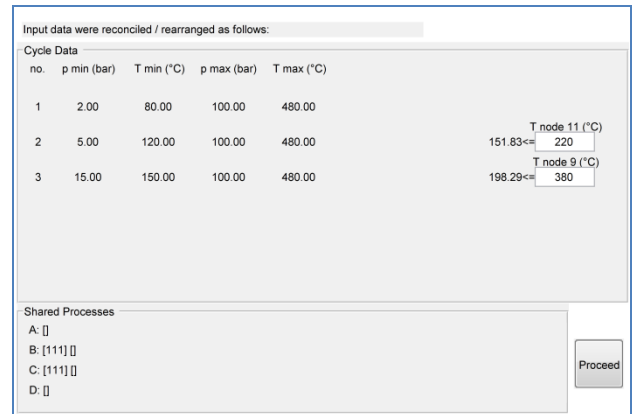 Input data were reconciled / rearranged as follows:
Cycle Data
no. p min (bar) T min (°C) p max (bar) T max (°C)
1 2.00 80.00 100.00 480.00
T node 11 (°C)
2 5.00 120.00 100.00 480.00 151.83<= 220
T node 9 (°C)
3 15.00 150.00 100.00 480.00 198.29<= 380
Shared Processes
A: []
B: [111] []
C: [111] []
D: []
Proceed